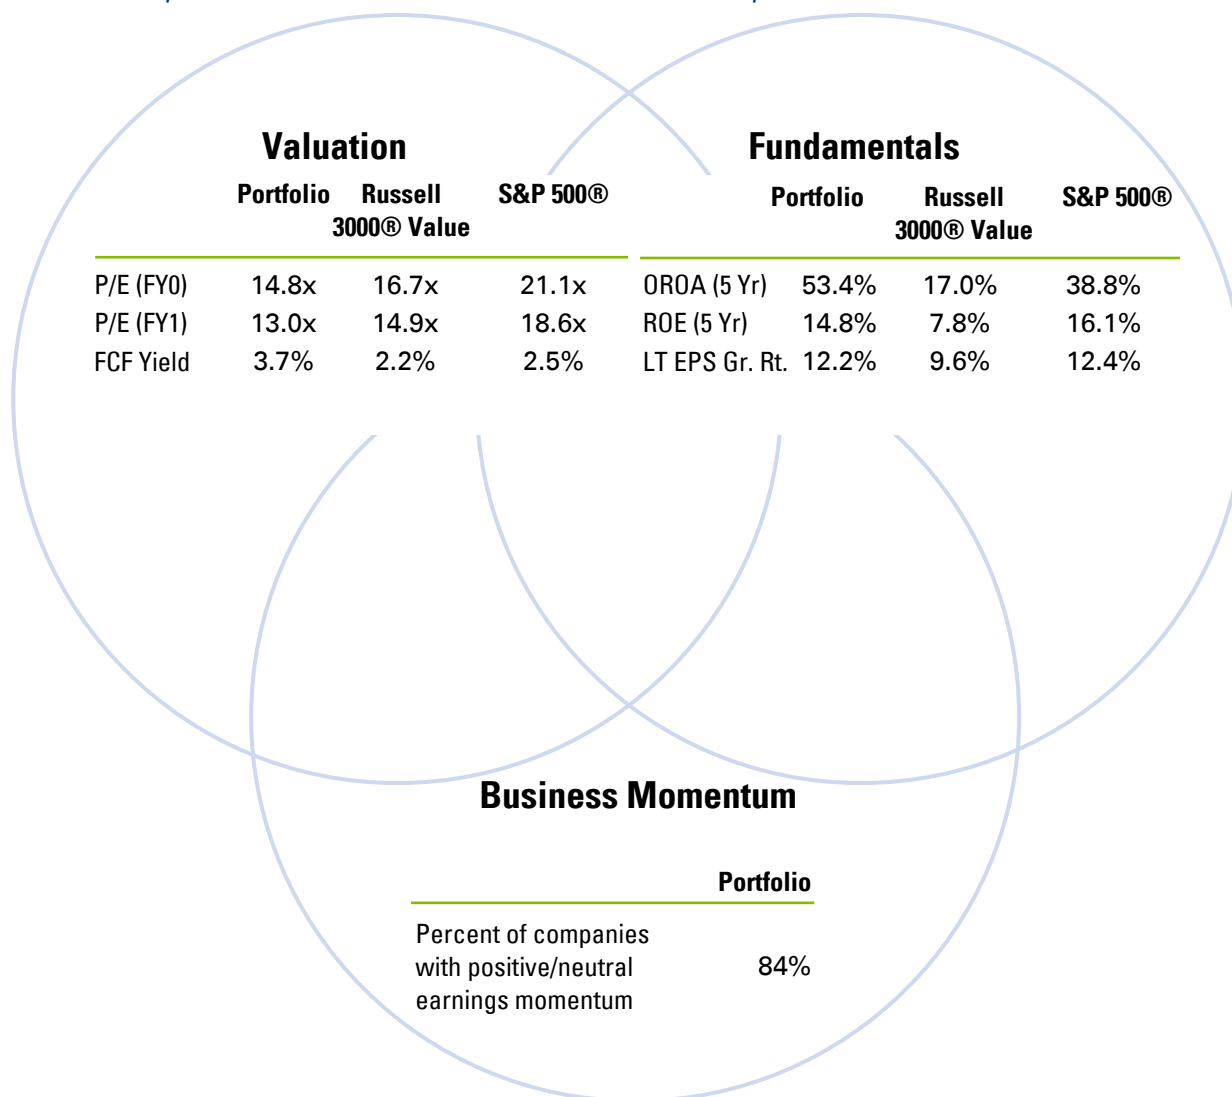 Valuation
Portfolio Russell S&P 500®
3000® Value
P/E (FY0) 14.8x 16.7x 21.1x
P/E (FY1) 13.0x 14.9x 18.6x
FCF Yield 3.7% 2.2% 2.5%
Fundamentals
Portfolio Russell S&P 500®
3000® Value
OROA (5 Yr) 53.4% 17.0% 38.8%
ROE (5 Yr) 14.8% 7.8% 16.1%
LT EPS Gr. Rt. 12.2% 9.6% 12.4%
Business Momentum
Portfolio
Percent of companies
with positive/neutral 84%
earnings momentum